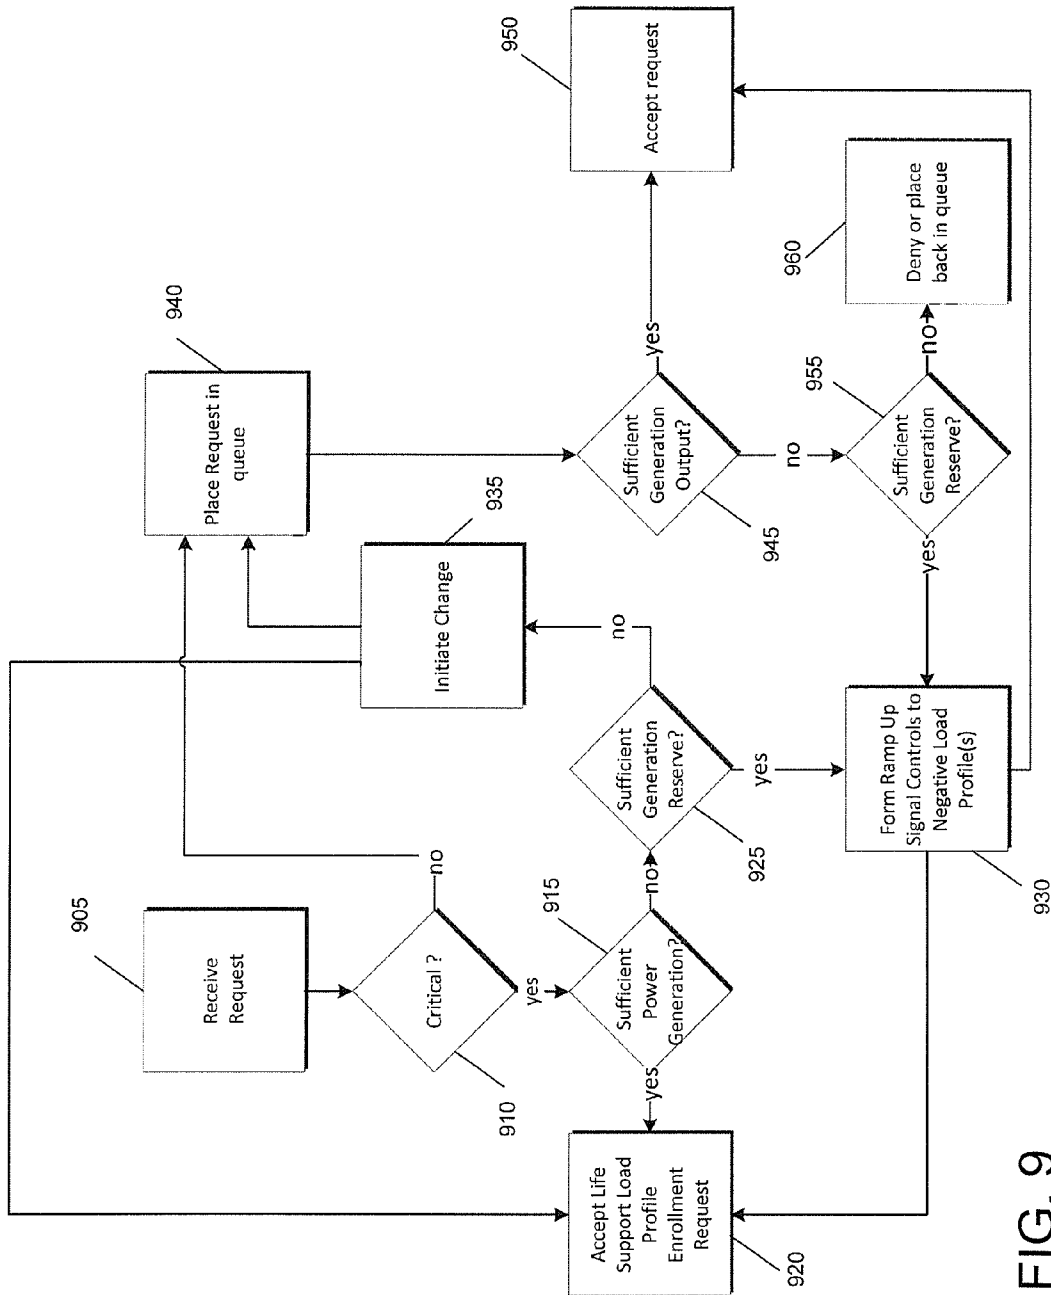 905
Receive
Request
910
Critical ?
no
yes
915
Sufficient
Power
Generation?
yes
no
920
Accept Life
Support Load
Profile
Enrollment
Request
925
Sufficient
Generation
Reserve?
no
yes
930
Form Ramp Up
Signal Controls to
Negative Load
Profile(s)
935
Initiate Change
940
Place Request in
queue
945
Sufficient
Generation
Output?
yes
no
950
Accept request
955
Sufficient
Generation
Reserve?
yes
no
960
Deny or place
back in queue
FIG. 9